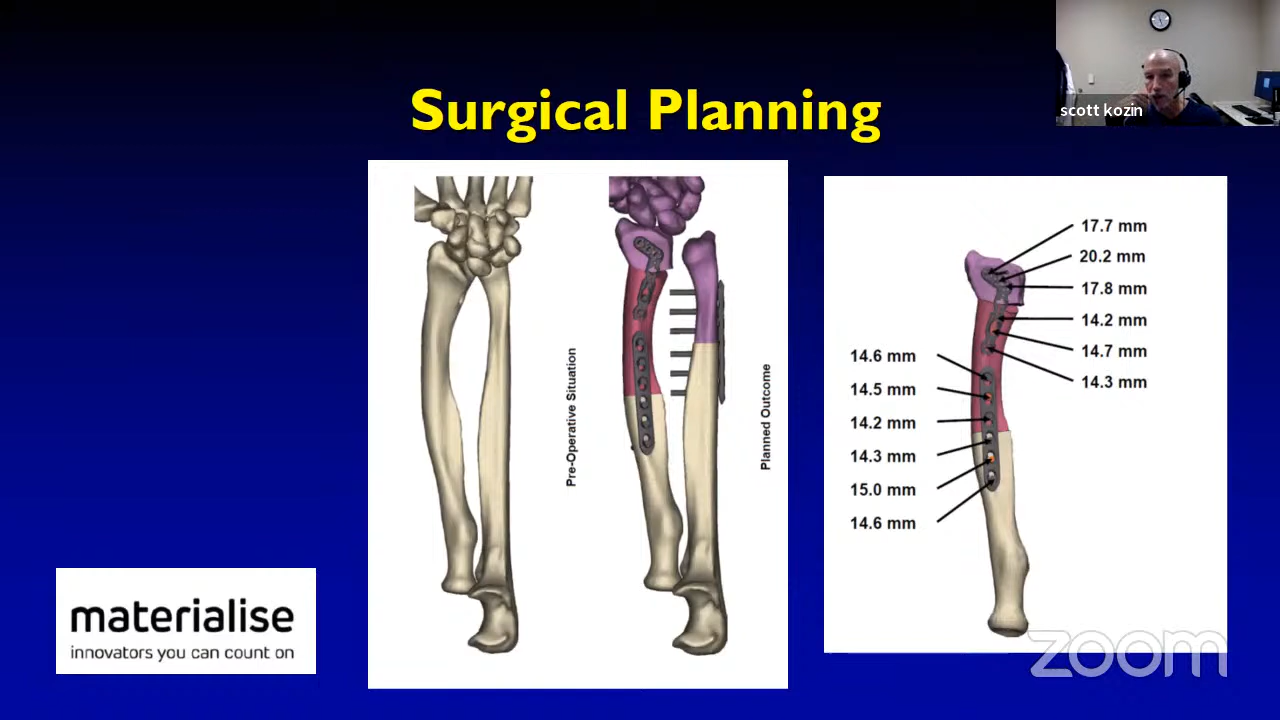 scott kozin
Surgical Planning
Pre-Operative Situation
Planned Outcome
17.7 mm
20.2 mm
17.8 mm
14.2 mm
14.7 mm
14.3 mm
14.6 mm
14.5 mm
14.2 mm
14.3 mm
15.0 mm
14.6 mm
materialise
innovators you can count on
zoom